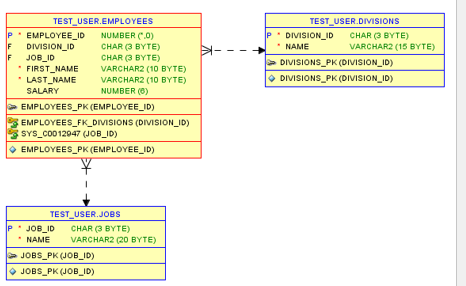 TEST_USER.EMPLOYEES
P * EMPLOYEE_ID NUMBER (*,0)
F DIVISION_ID CHAR (3 BYTE)
F JOB_ID CHAR (3 BYTE)
* FIRST_NAME VARCHAR2 (10 BYTE)
* LAST_NAME VARCHAR2 (10 BYTE)
SALARY NUMBER (6)
EMPLOYEES_PK (EMPLOYEE_ID)
EMPLOYEES_FK_DIVISIONS (DIVISION_ID)
SYS_C0012947 (JOB_ID)
EMPLOYEES_PK (EMPLOYEE_ID)
TEST_USER.DIVISIONS
P * DIVISION_ID CHAR (3 BYTE)
* NAME VARCHAR2 (15 BYTE)
DIVISIONS_PK (DIVISION_ID)
DIVISIONS_PK (DIVISION_ID)
TEST_USER.JOBS
P * JOB_ID CHAR (3 BYTE)
* NAME VARCHAR2 (20 BYTE)
JOBS_PK (JOB_ID)
JOBS_PK (JOB_ID)